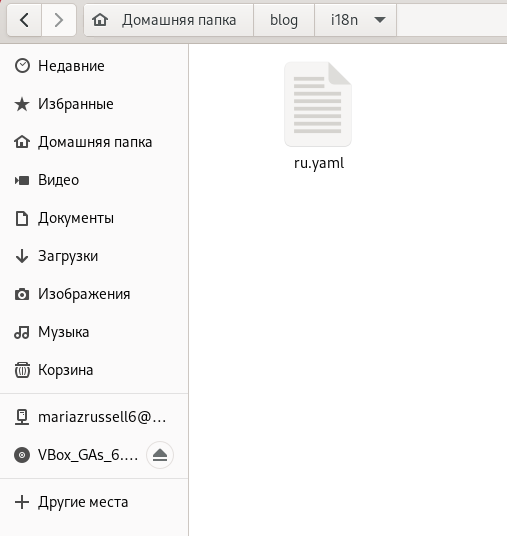 Домашняя папка blog i18n
Недавние
Избранные
Домашняя папка
Видео
Документы
Загрузки
Изображения
Музыка
Корзина
mariazrussell6@...
VBox_GAs_6....
Другие места
ru.yaml